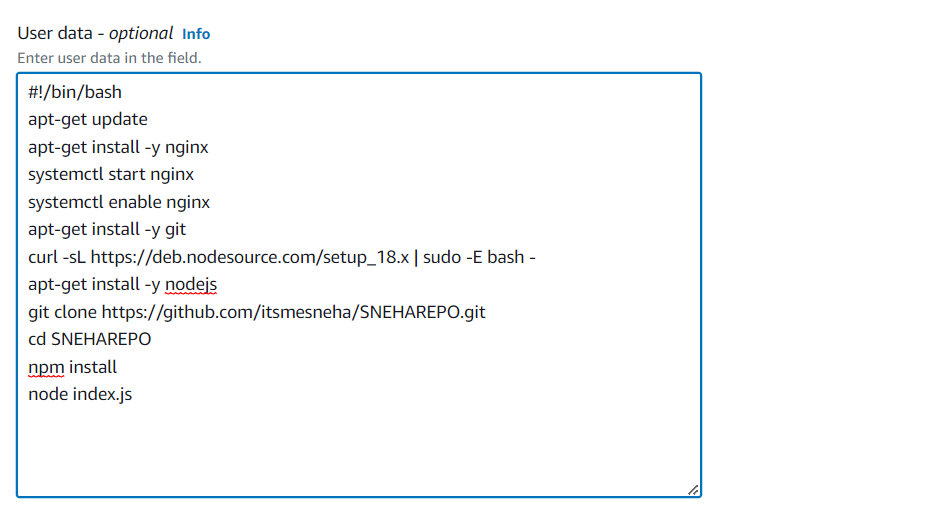 User data - optional Info
Enter user data in the field.
#!/bin/bash
apt-get update
apt-get install -y nginx
systemctl start nginx
systemctl enable nginx
apt-get install -y git
curl -sL https://deb.nodesource.com/setup_18.x | sudo -E bash -
apt-get install -y nodejs
git clone https://github.com/itsmesneha/SNEHAREPO.git
cd SNEHAREPO
npm install
node index.js